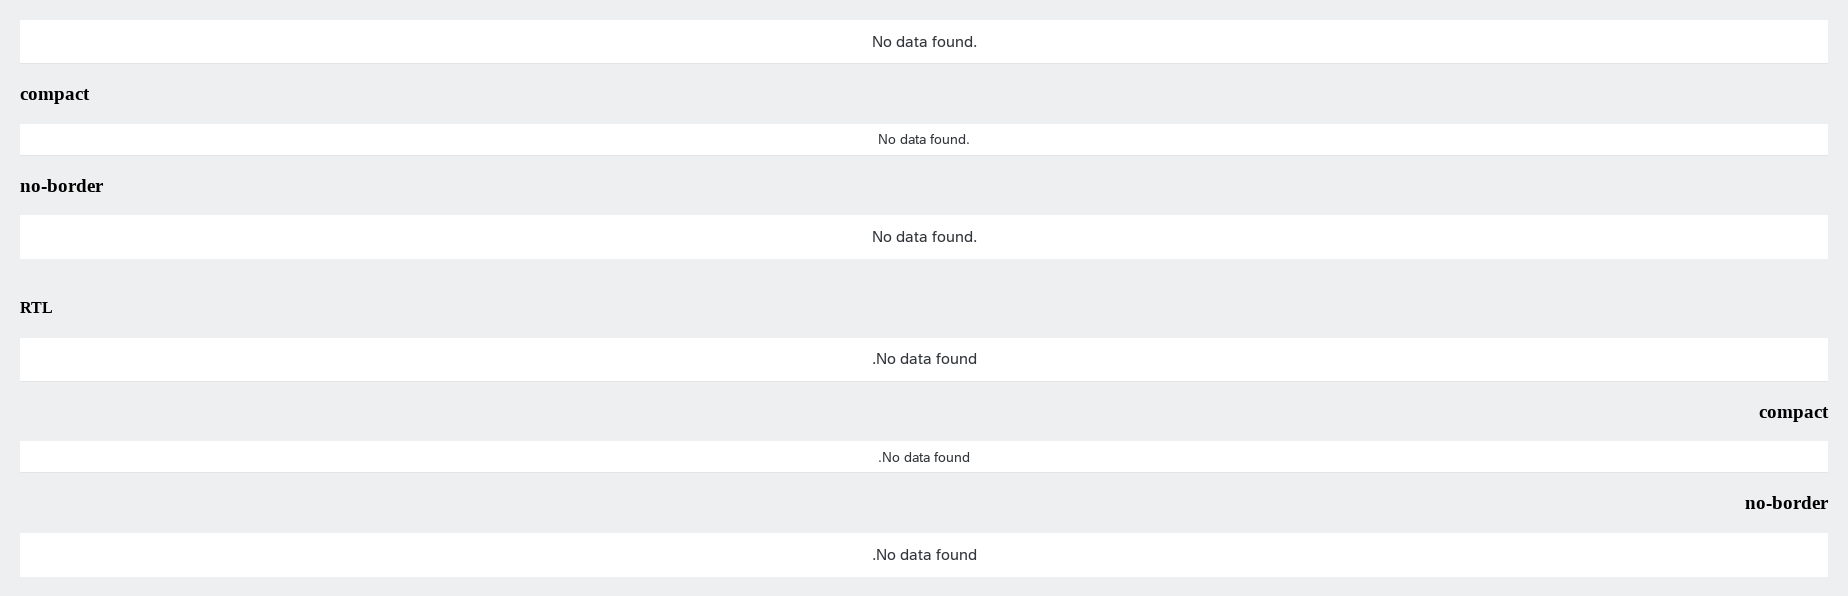 No data found.
compact
No data found.
no-border
No data found.
RTL
.No data found
compact
.No data found
no-border
.No data found